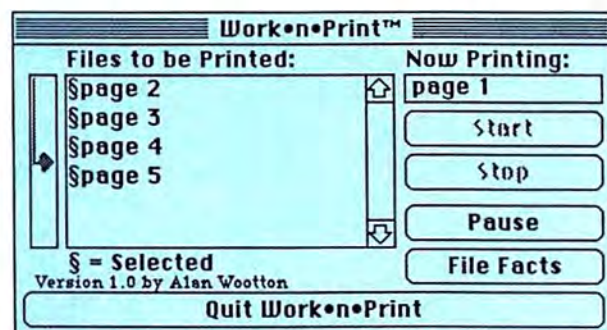 Work•n•Print™
Files to be Printed:
§page 2
§page 3
§page 4
§page 5
§ = Selected
Version 1.0 by Alan Wootton
Now Printing:
page 1
Start
Stop
Pause
File Facts
Quit Work•n•Print